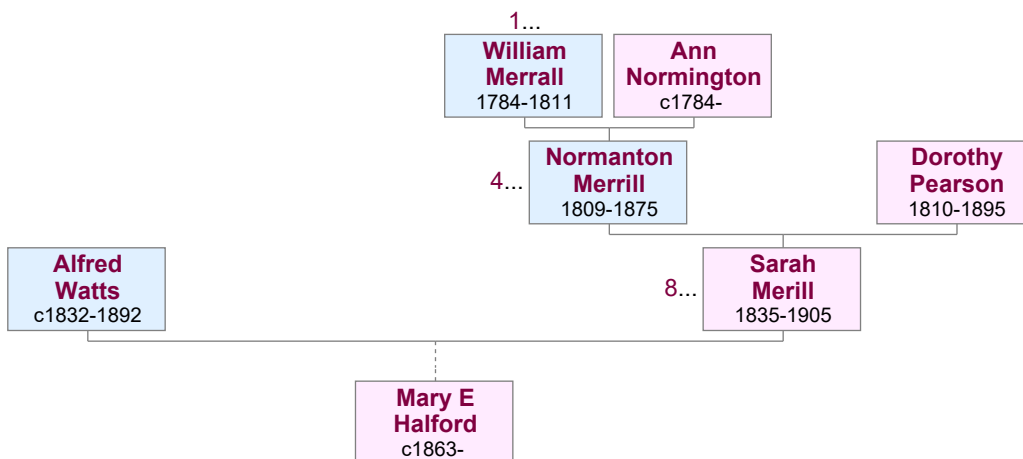 1...
William
Merrall
1784-1811
Ann
Normington
c1784-
4...
Normanton
Merrill
1809-1875
Dorothy
Pearson
1810-1895
Alfred
Watts
c1832-1892
8...
Sarah
Merill
1835-1905
Mary E
Halford
c1863-